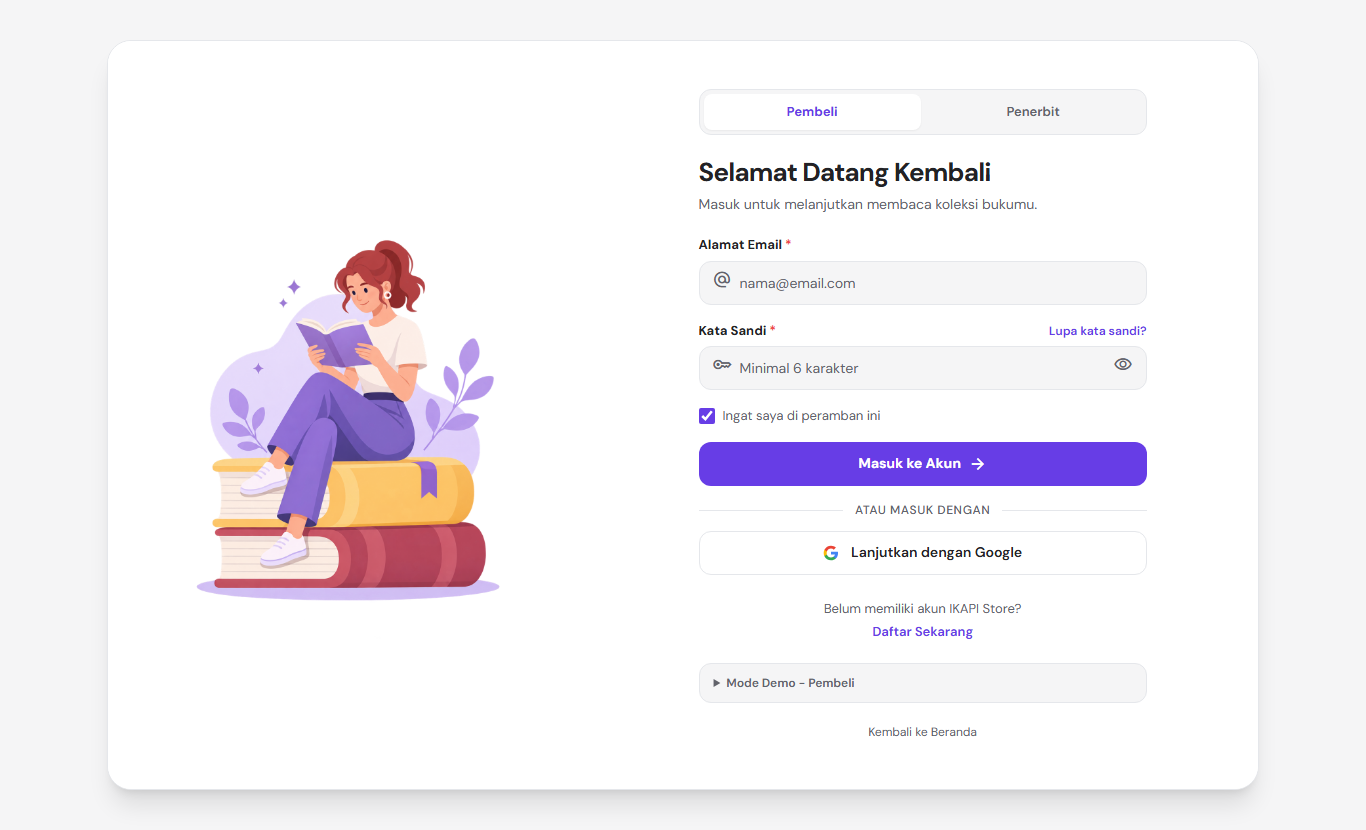 Pembeli
Penerbit
Selamat Datang Kembali
Masuk untuk melanjutkan membaca koleksi bukumu.
Alamat Email *
nama@email.com
Kata Sandi *
Lupa kata sandi?
Minimal 6 karakter
Ingat saya di peramban ini
Masuk ke Akun →
ATAU MASUK DENGAN
Lanjutkan dengan Google
Belum memiliki akun IKAPI Store?
Daftar Sekarang
Mode Demo - Pembeli
Kembali ke Beranda